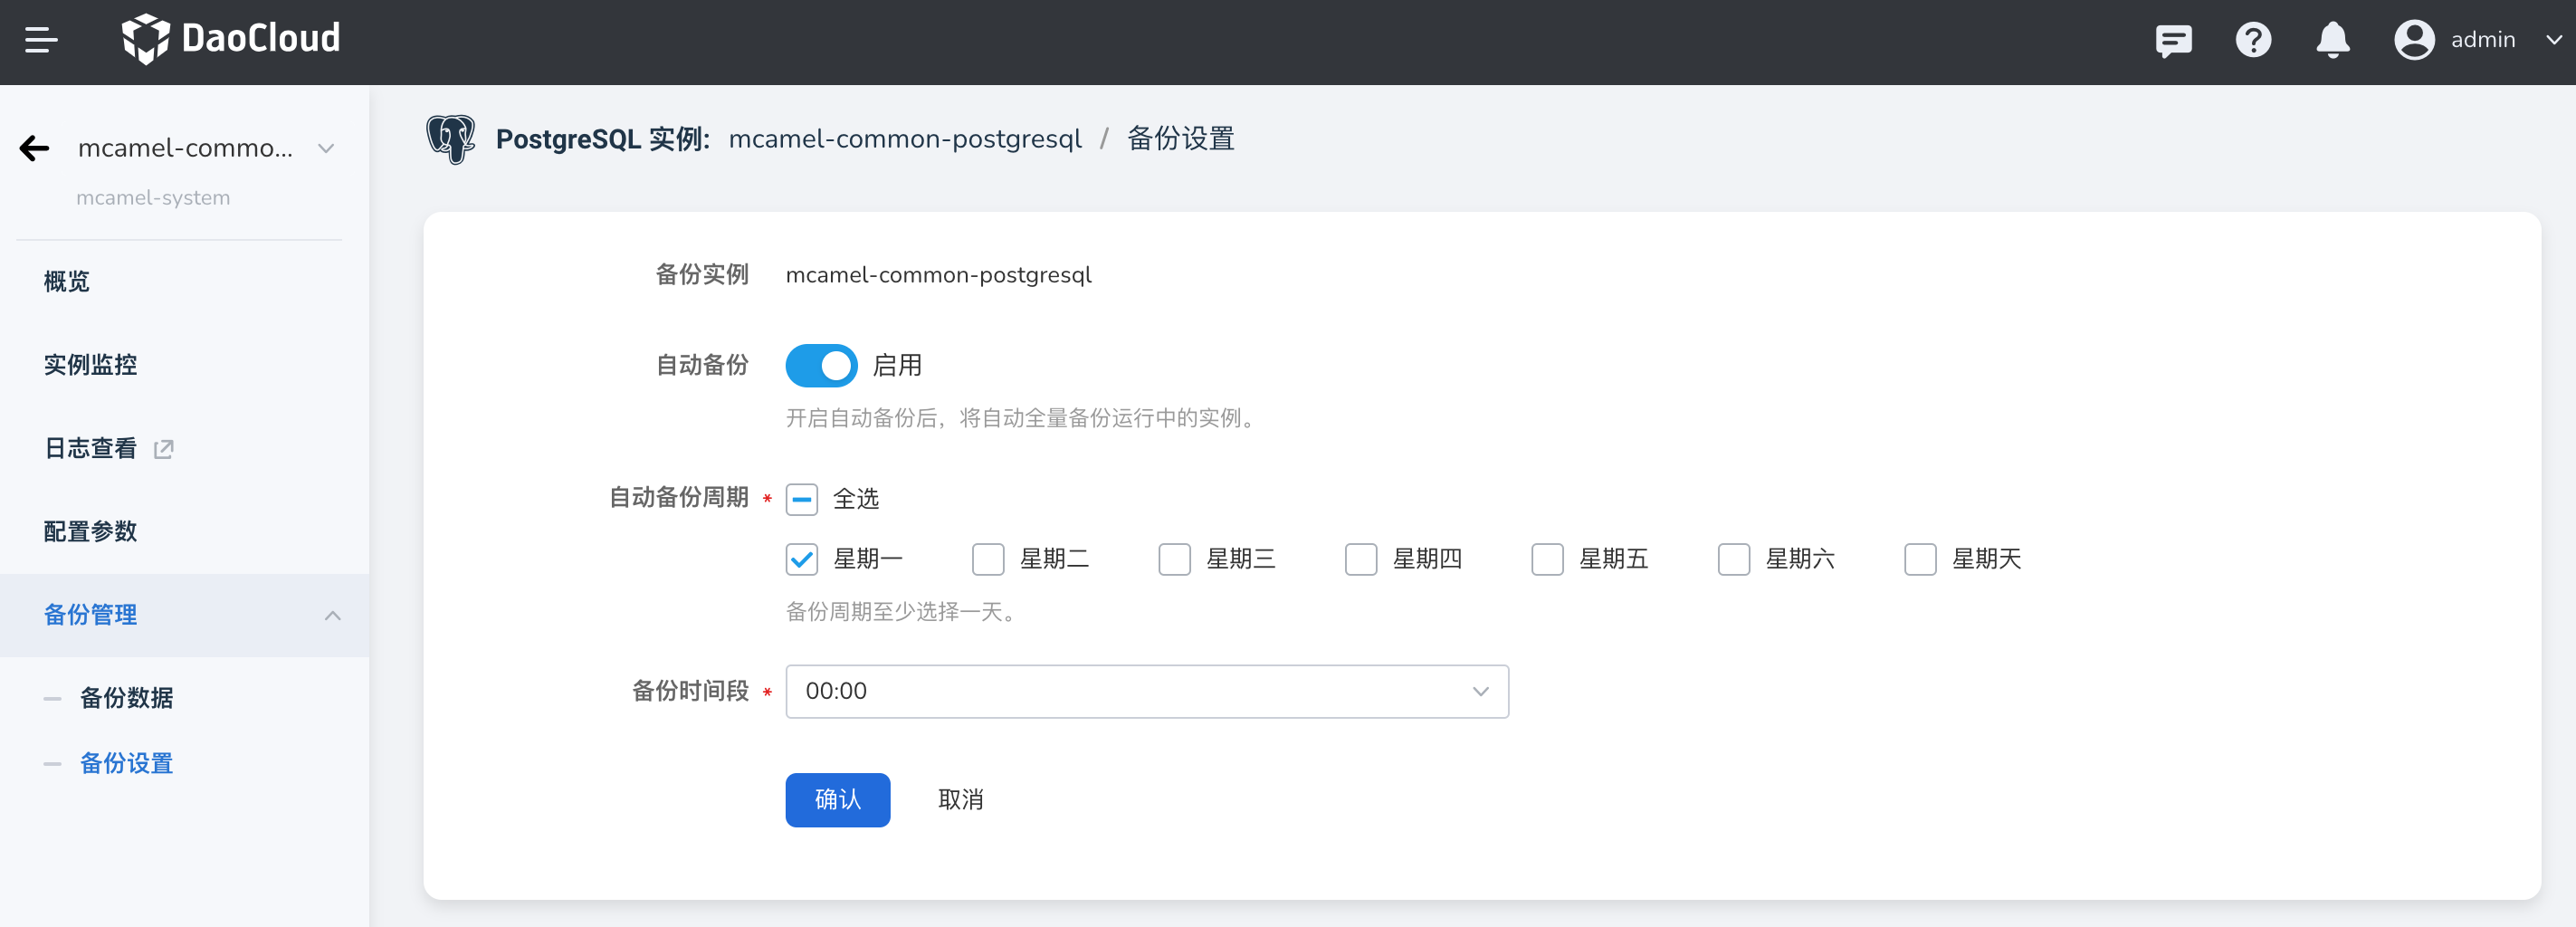 DaoCloud
admin
mcamel-commo...
mcamel-system
概览
实例监控
日志查看
配置参数
备份管理
备份数据
备份设置
PostgreSQL 实例: mcamel-common-postgresql / 备份设置
备份实例 mcamel-common-postgresql
自动备份 启用
开启自动备份后，将自动全量备份运行中的实例。
自动备份周期 * 全选
星期一 星期二 星期三 星期四 星期五 星期六 星期天
备份周期至少选择一天。
备份时间段 * 00:00
确认 取消